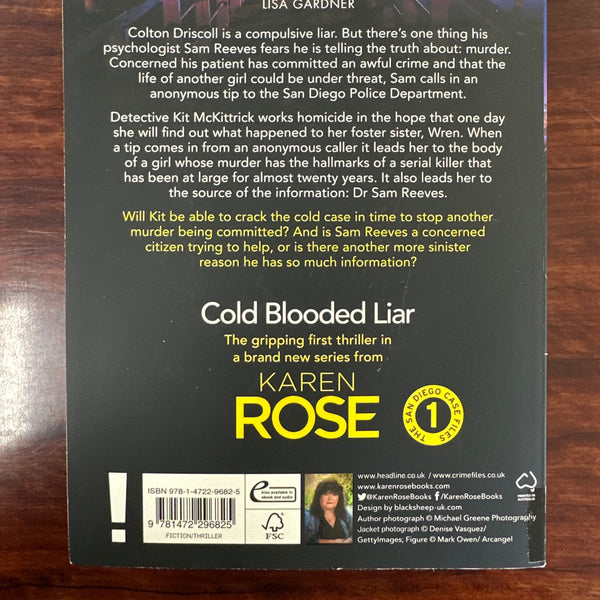 LISA GARDNER
Colton Driscoll is a compulsive liar. But there's one thing his
psychologist Sam Reeves fears he is telling the truth about: murder.
Concerned his patient has committed an awful crime and that
the life of another girl could be under threat, Sam calls in an
anonymous tip to the San Diego Police Department.
Detective Kit McKittrick works homicide in the hope that one day
she will find out what happened to her foster sister, Wren. When
a tip comes in from an anonymous caller it leads her to the body
of a girl whose murder has the hallmarks of a serial killer that
has been at large for almost twenty years. It also leads her to
the source of the information: Dr Sam Reeves.
Will Kit be able to crack the cold case in time to stop another
murder being committed? And is Sam Reeves a concerned
citizen trying to help, or is there another more sinister
reason he has so much information?
Cold Blooded Liar
The gripping first thriller in
a brand new series from
KAREN
ROSE
THE SAN DIEGO CASE FILES
1
!
ISBN 978-1-4722-9682-5
9 781472 296825
FICTION/THRILLER
e
Also available in
ebook and audio
FSC
www.headline.co.uk / www.crimefiles.co.uk
www.karenrosebooks.com
@KarenRoseBooks f/KarenRoseBooks
Design by blacksheep-uk.com
Author photograph © Michael Greene Photography
Jacket photograph © Denise Vasquez/
GettyImages; Figure © Mark Owen/ Arcangel
PRINTED IN
AUSTRALIA